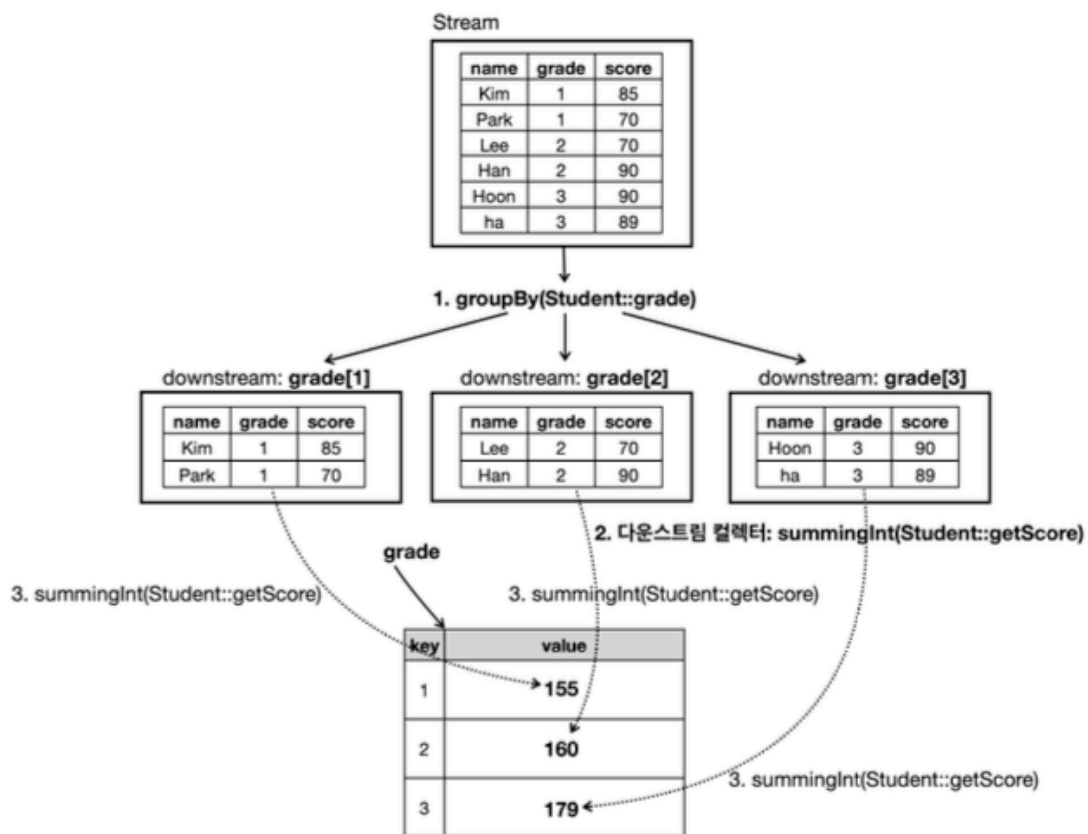 Stream
name grade score
Kim 1 85
Park 1 70
Lee 2 70
Han 2 90
Hoon 3 90
ha 3 89
1. groupBy(Student::grade)
downstream: grade[1]
name grade score
Kim 1 85
Park 1 70
downstream: grade[2]
name grade score
Lee 2 70
Han 2 90
downstream: grade[3]
name grade score
Hoon 3 90
ha 3 89
2. 다운스트림 컬렉터: summingInt(Student::getScore)
grade
3. summingInt(Student::getScore)
3. summingInt(Student::getScore)
key value
1 155
2 160
3. summingInt(Student::getScore)
3 179